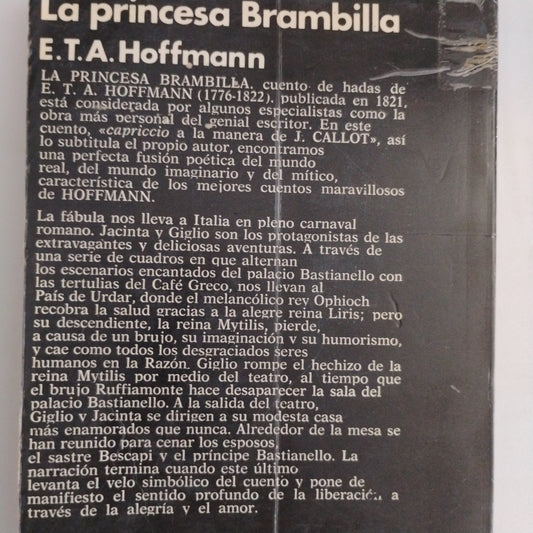 La princesa Brambilla
E.T.A. Hoffmann
LA PRINCESA BRAMBILLA, cuento de hadas de
E. T. A. HOFFMANN (1776-1822), publicada en 1821,
está considerada por algunos especialistas como la
obra más personal del genial escritor. En este
cuento, «capriccio a la manera de J. CALLOT», así
lo subtitula el propio autor, encontramos
una perfecta fusión poética del mundo
real, del mundo imaginario y del mítico,
característica de los mejores cuentos maravillosos
de HOFFMANN.
La fábula nos lleva a Italia en pleno carnaval
romano. Jacinta y Giglio son los protagonistas de las
extravagantes y deliciosas aventuras. A través de
una serie de cuadros en que alternan
los escenarios encantados del palacio Bastianello con
las tertulias del Café Greco, nos llevan al
País de Urdar, donde el melancólico rey Ophioch
recobra la salud gracias a la alegre reina Liris; pero
su descendiente, la reina Mytilis, pierde,
a causa de un brujo, su imaginación y su humorismo,
y cae como todos los desgraciados seres
humanos en la Razón. Giglio rompe el hechizo de la
reina Mytilis por medio del teatro, al tiempo que
el brujo Ruffiamonte hace desaparecer la sala del
palacio Bastianello. A la salida del teatro,
Giglio y Jacinta se dirigen a su modesta casa
más enamorados que nunca. Alrededor de la mesa se
han reunido para cenar los esposos,
el sastre Bescapi y el príncipe Bastianello. La
narración termina cuando este último
levanta el velo simbólico del cuento y pone de
manifiesto el sentido profundo de la liberación a
través de la alegría y el amor.